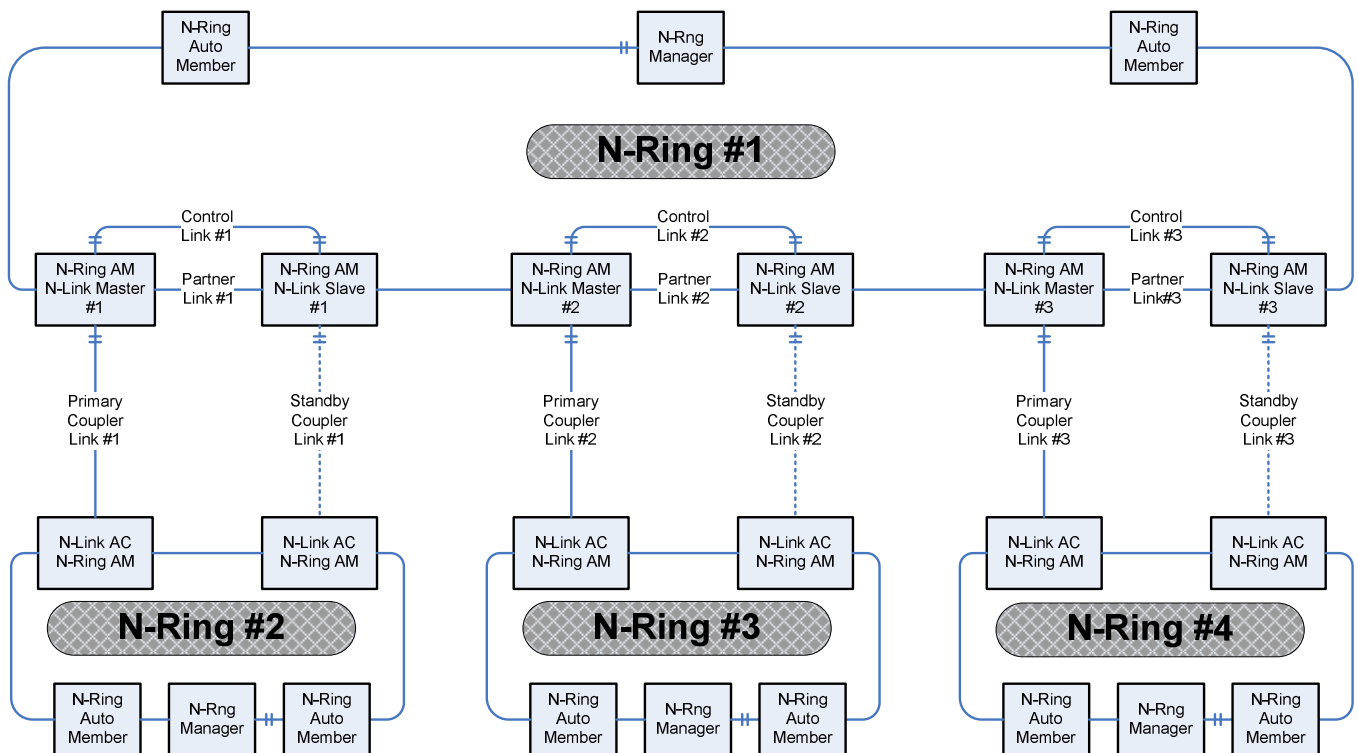 N-Ring
Auto
Member
N-Rng
Manager
N-Ring
Auto
Member
N-Ring #1
Control
Link #1
Control
Link #2
Control
Link #3
N-Ring AM
N-Link Master
#1
Partner
Link #1
N-Ring AM
N-Link Slave
#1
N-Ring AM
N-Link Master
#2
Partner
Link #2
N-Ring AM
N-Link Slave
#2
N-Ring AM
N-Link Master
#3
Partner
Link#3
N-Ring AM
N-Link Slave
#3
Primary
Coupler
Link #1
Standby
Coupler
Link #1
Primary
Coupler
Link #2
Standby
Coupler
Link #2
Primary
Coupler
Link #3
Standby
Coupler
Link #3
N-Link AC
N-Ring AM
N-Link AC
N-Ring AM
N-Link AC
N-Ring AM
N-Link AC
N-Ring AM
N-Link AC
N-Ring AM
N-Link AC
N-Ring AM
N-Ring #2
N-Ring #3
N-Ring #4
N-Ring
Auto
Member
N-Rng
Manager
N-Ring
Auto
Member
N-Ring
Auto
Member
N-Rng
Manager
N-Ring
Auto
Member
N-Ring
Auto
Member
N-Rng
Manager
N-Ring
Auto
Member